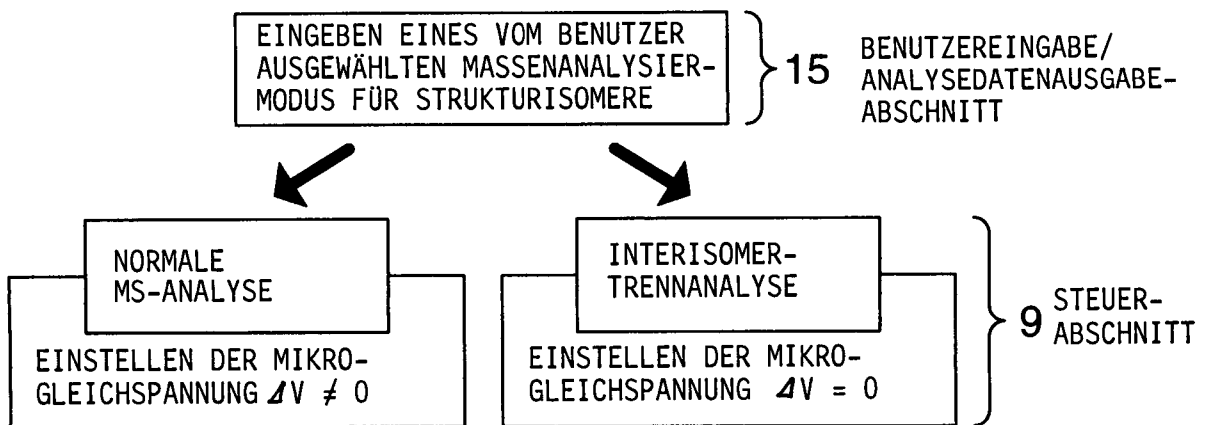 EINGEBEN EINES VOM BENUTZER
AUSGEWÄHLTEN MASSENANALYSIER-
MODUS FÜR STRUKTURISOMERE
15
BENUTZEREINGABE/
ANALYSEDATENAUSGABE-
ABSCHNITT
NORMALE
MS-ANALYSE
EINSTELLEN DER MIKRO-
GLEICHSPANNUNG ΔV ≠ 0
INTERISOMER-
TRENNANALYSE
EINSTELLEN DER MIKRO-
GLEICHSPANNUNG ΔV = 0
9
STEUER-
ABSCHNITT